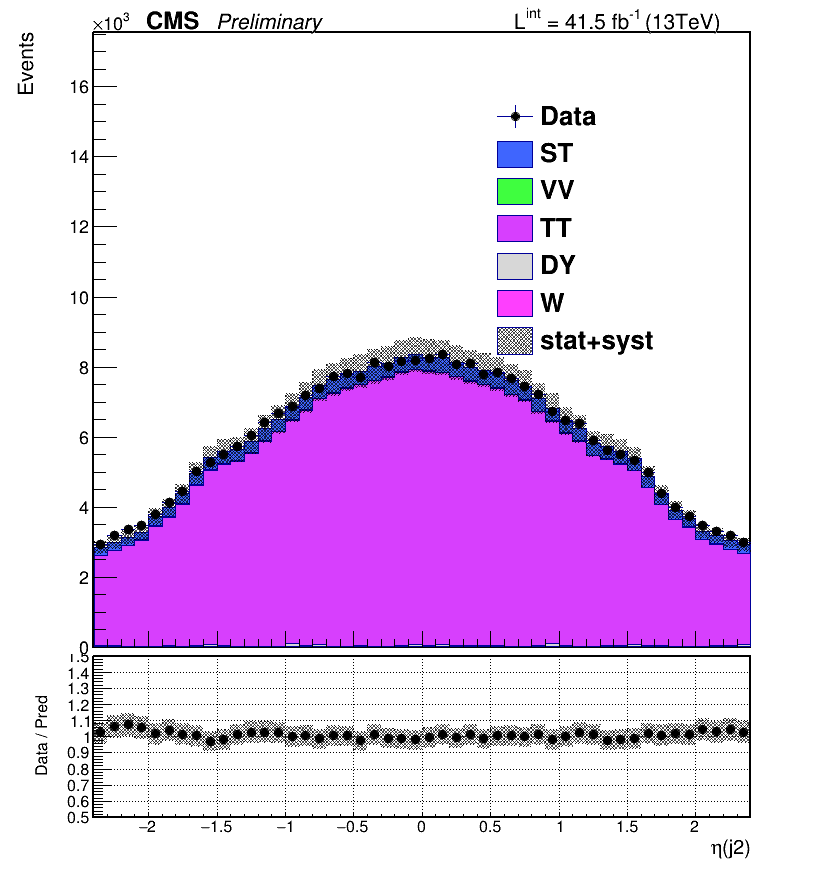 ×10³ CMS Preliminary L^int = 41.5 fb⁻¹ (13TeV)
Events
16
14
12
10
8
6
4
2
0
Data
ST
VV
TT
DY
W
stat+syst
Data / Pred
1.5
1.4
1.3
1.2
1.1
1
0.9
0.8
0.7
0.6
0.5
−2 −1.5 −1 −0.5 0 0.5 1 1.5 2
η(j2)